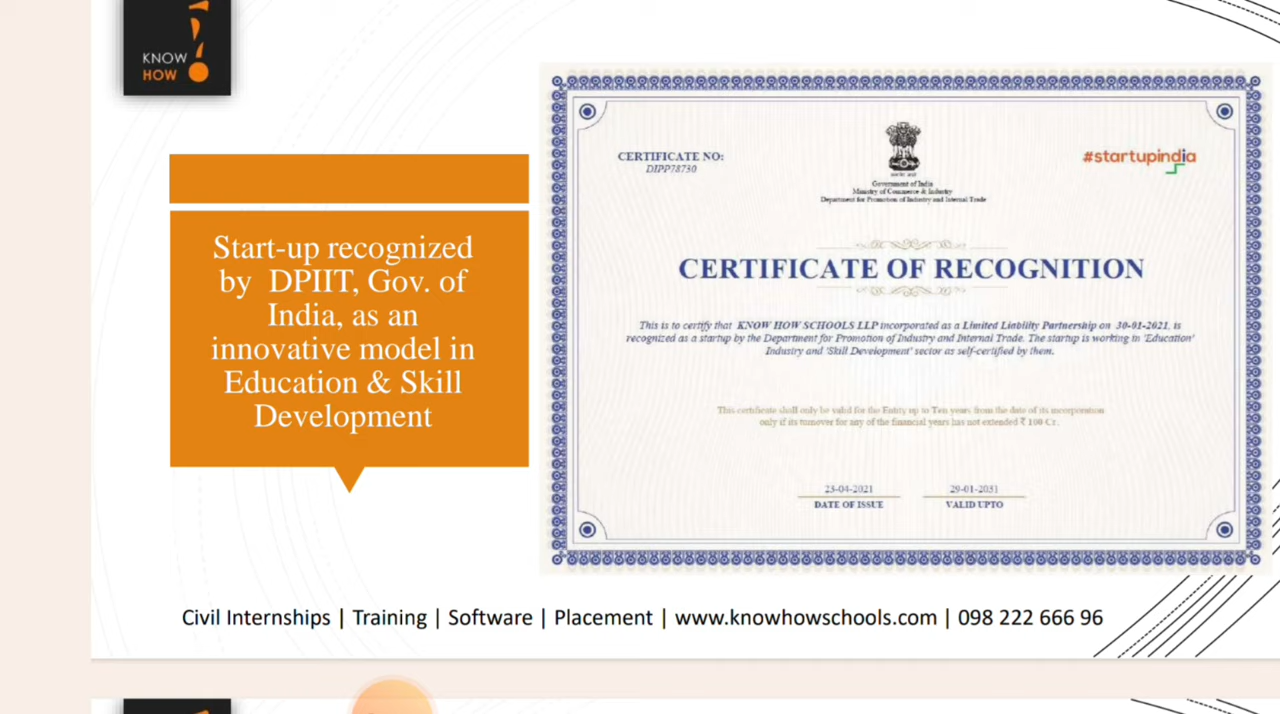 KNOW
HOW
Start-up recognized
by DPIIT, Gov. of
India, as an
innovative model in
Education & Skill
Development
CERTIFICATE NO:
DIPP78730
#startupindia
Government of India
Ministry of Commerce & Industry
Department for Promotion of Industry and Internal Trade
CERTIFICATE OF RECOGNITION
This is to certify that KNOW HOW SCHOOLS LLP incorporated as a Limited Liability Partnership on 30-01-2021, is
recognized as a startup by the Department for Promotion of Industry and Internal Trade. The startup is working in 'Education'
Industry and 'Skill Development' sector as self-certified by them.
This certificate shall only be valid for the Entity up to Ten years from the date of its incorporation
only if its turnover for any of the financial years has not extended ₹ 100 Cr.
23-04-2021
DATE OF ISSUE
29-01-2031
VALID UPTO
Civil Internships | Training | Software | Placement | www.knowhowschools.com | 098 222 666 96